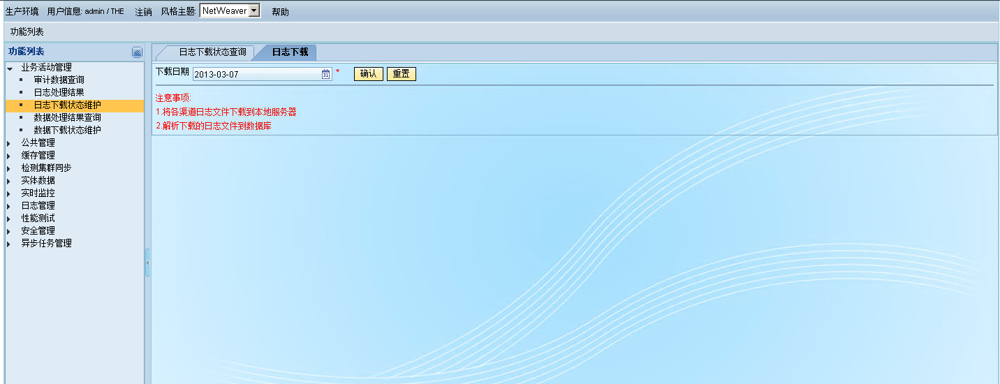 生产环境 用户信息: admin / THE 注销 风格主题: NetWeaver 帮助
功能列表
功能列表
业务活动管理
审计数据查询
日志处理结果
日志下载状态维护
数据处理结果查询
数据下载状态维护
公共管理
缓存管理
检测集群同步
实体数据
实时监控
日志管理
性能测试
安全管理
异步任务管理
日志下载状态查询 日志下载
下载日期 2013-03-07 31 * 确认 重置
注意事项:
1.将各渠道日志文件下载到本地服务器
2.解析下载的日志文件到数据库